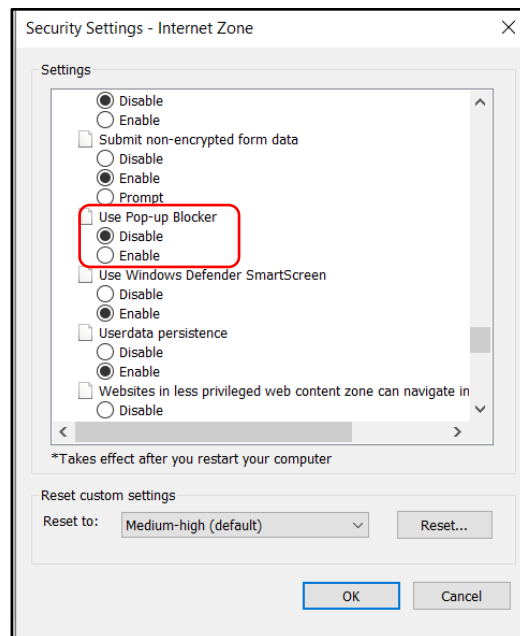 Security Settings - Internet Zone
Settings
Disable
Enable
Submit non-encrypted form data
Disable
Enable
Prompt
Use Pop-up Blocker
Disable
Enable
Use Windows Defender SmartScreen
Disable
Enable
Userdata persistence
Disable
Enable
Websites in less privileged web content zone can navigate in
Disable
*Takes effect after you restart your computer
Reset custom settings
Reset to: Medium-high (default) Reset...
OK Cancel